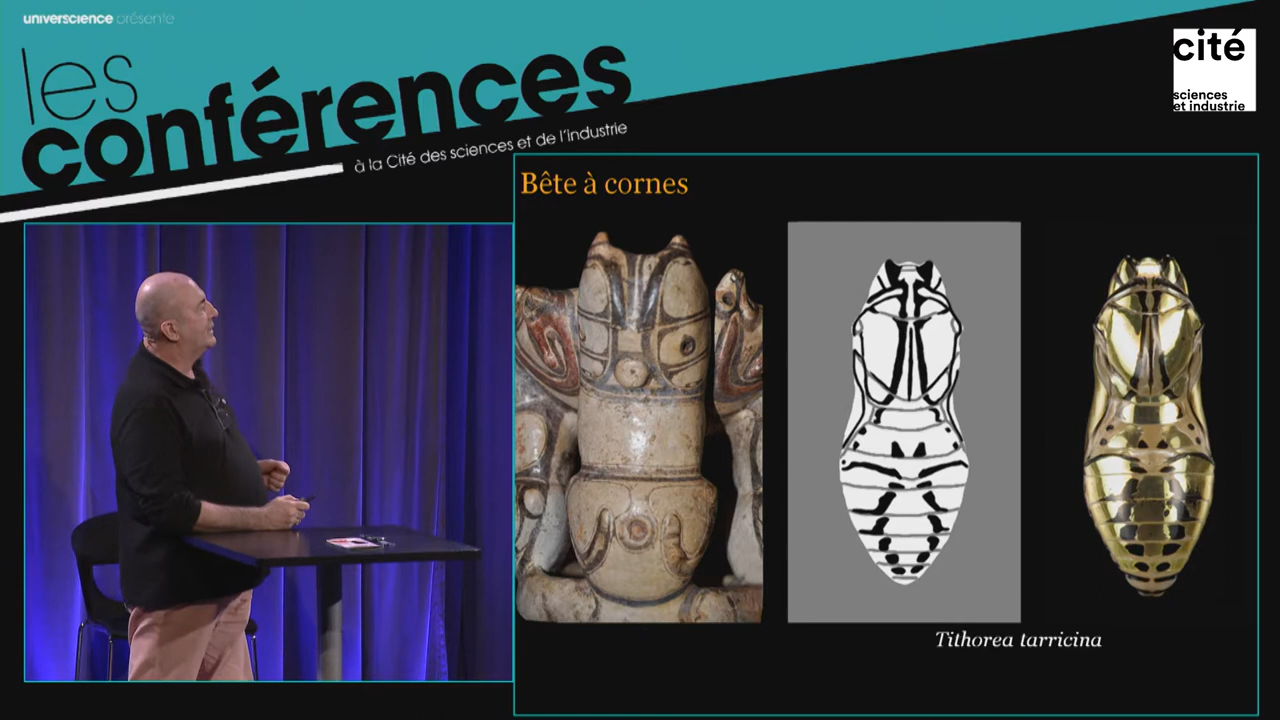 universcience présente
les
conférences
à la Cité des sciences et de l'industrie
cité
sciences
et industrie
Bête à cornes
Tithorea tarricina